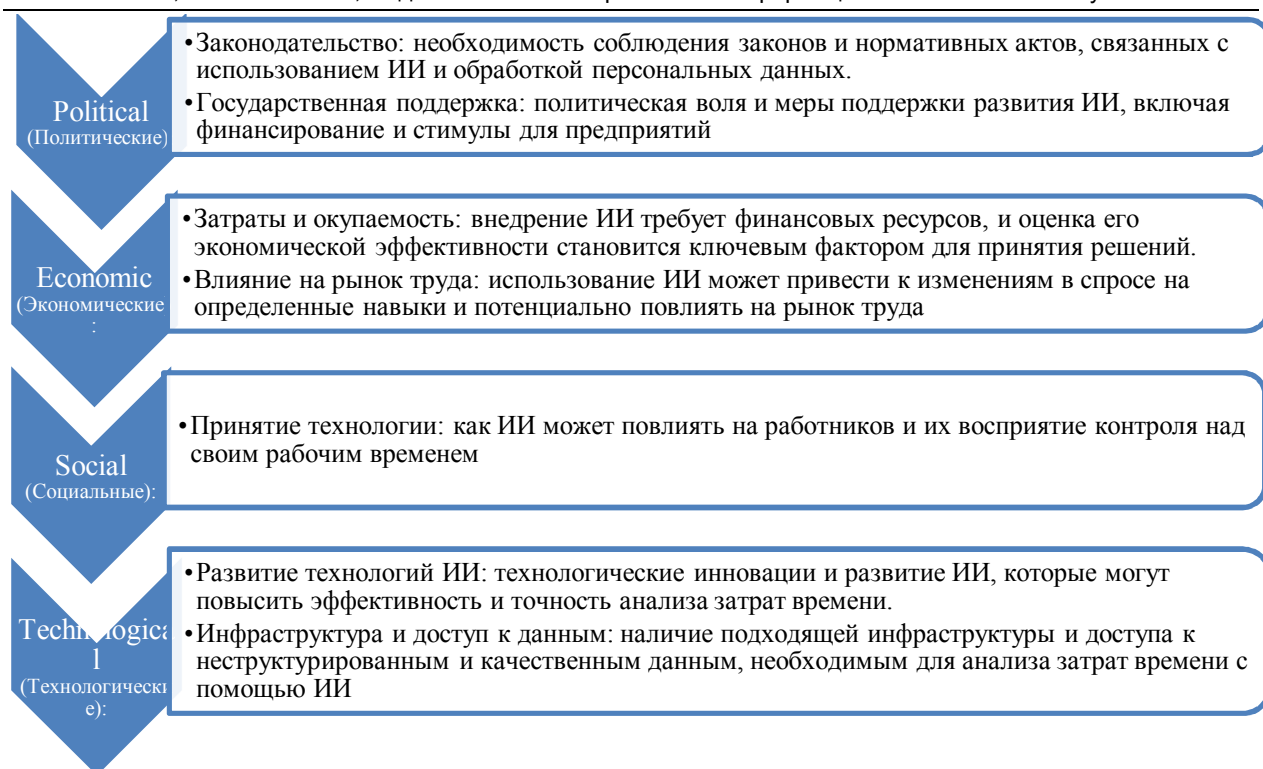 Political
(Политические)
•Законодательство: необходимость соблюдения законов и нормативных актов, связанных с
использованием ИИ и обработкой персональных данных.
•Государственная поддержка: политическая воля и меры поддержки развития ИИ, включая
финансирование и стимулы для предприятий
Economic
(Экономические
:
•Затраты и окупаемость: внедрение ИИ требует финансовых ресурсов, и оценка его
экономической эффективности становится ключевым фактором для принятия решений.
•Влияние на рынок труда: использование ИИ может привести к изменениям в спросе на
определенные навыки и потенциально повлиять на рынок труда
Social
(Социальные):
•Принятие технологии: как ИИ может повлиять на работников и их восприятие контроля над
своим рабочим временем
Technologica
l
(Технологически
е):
•Развитие технологий ИИ: технологические инновации и развитие ИИ, которые могут
повысить эффективность и точность анализа затрат времени.
•Инфраструктура и доступ к данным: наличие подходящей инфраструктуры и доступа к
неструктурированным и качественным данным, необходимым для анализа затрат времени с
помощью ИИ